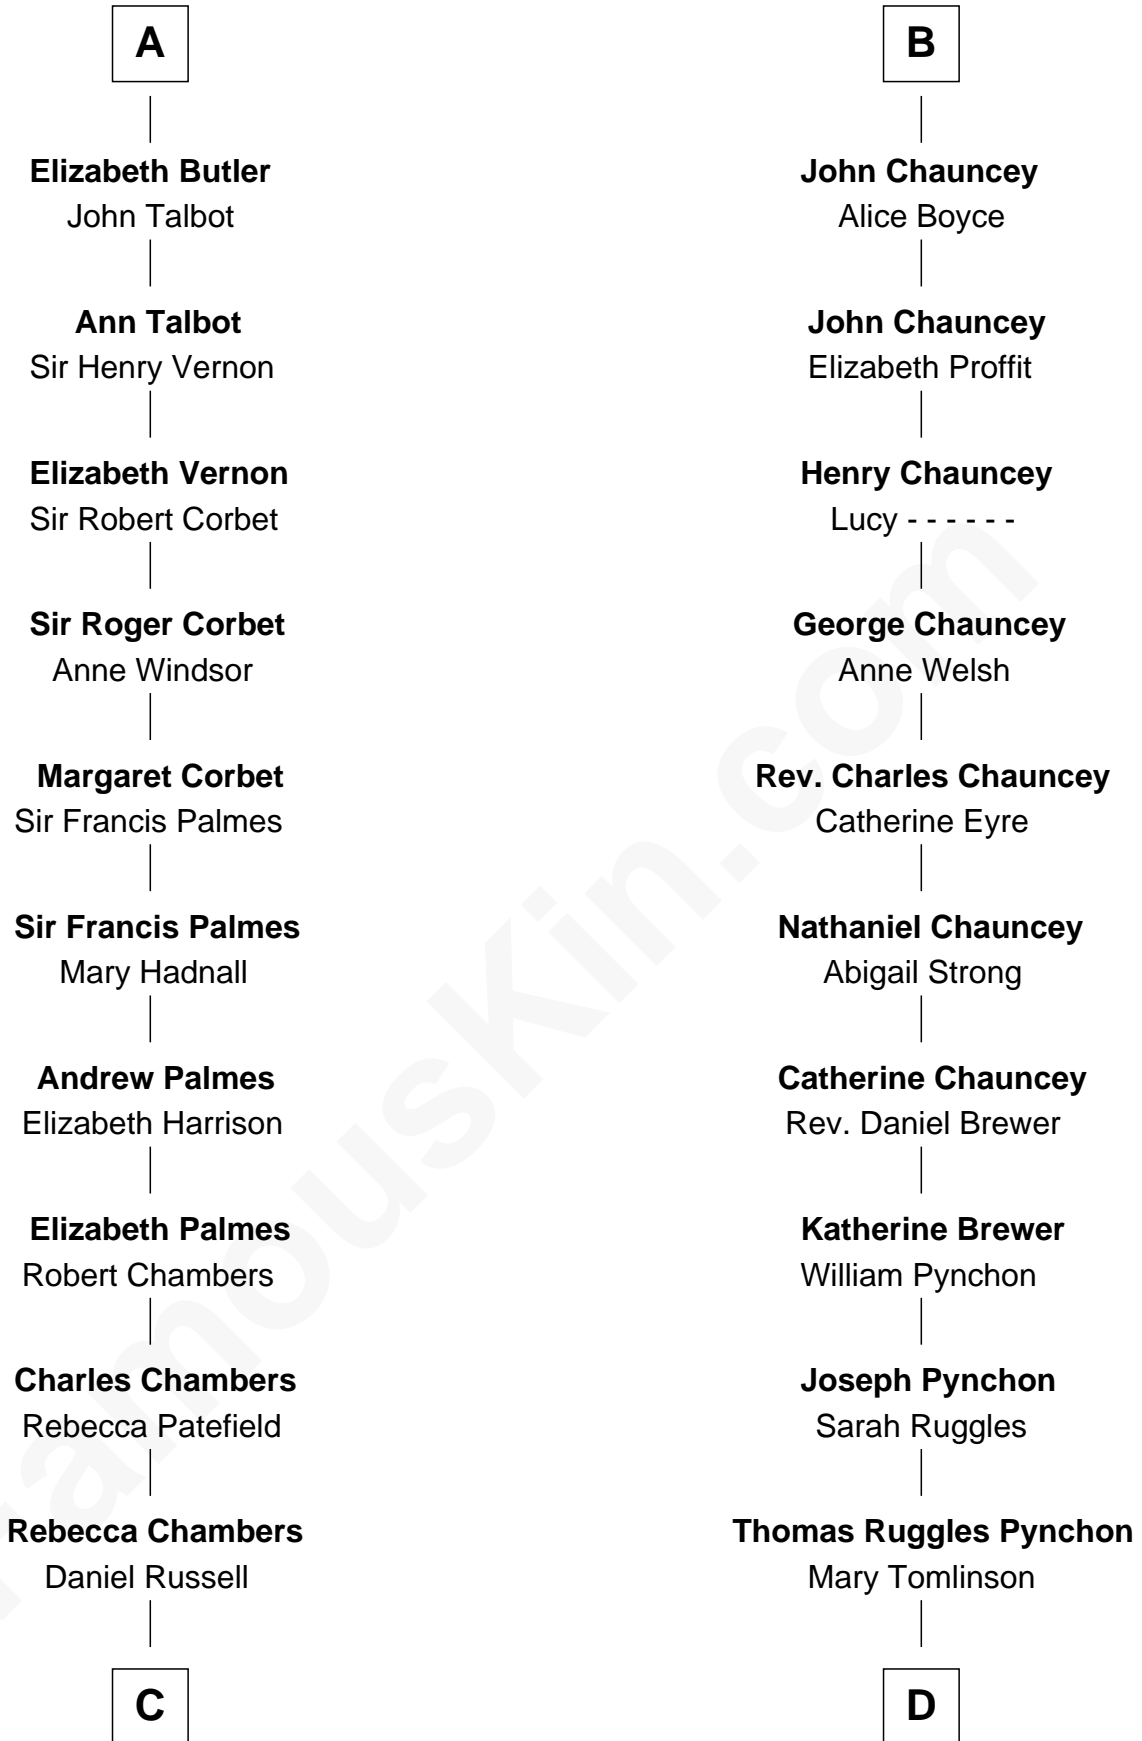 A
Elizabeth Butler
John Talbot
Ann Talbot
Sir Henry Vernon
Elizabeth Vernon
Sir Robert Corbet
Sir Roger Corbet
Anne Windsor
Margaret Corbet
Sir Francis Palmes
Sir Francis Palmes
Mary Hadnall
Andrew Palmes
Elizabeth Harrison
Elizabeth Palmes
Robert Chambers
Charles Chambers
Rebecca Patefield
Rebecca Chambers
Daniel Russell
C
B
John Chauncey
Alice Boyce
John Chauncey
Elizabeth Proffit
Henry Chauncey
Lucy - - - - - -
George Chauncey
Anne Welsh
Rev. Charles Chauncey
Catherine Eyre
Nathaniel Chauncey
Abigail Strong
Catherine Chauncey
Rev. Daniel Brewer
Katherine Brewer
William Pynchon
Joseph Pynchon
Sarah Ruggles
Thomas Ruggles Pynchon
Mary Tomlinson
D
FamousKin.com